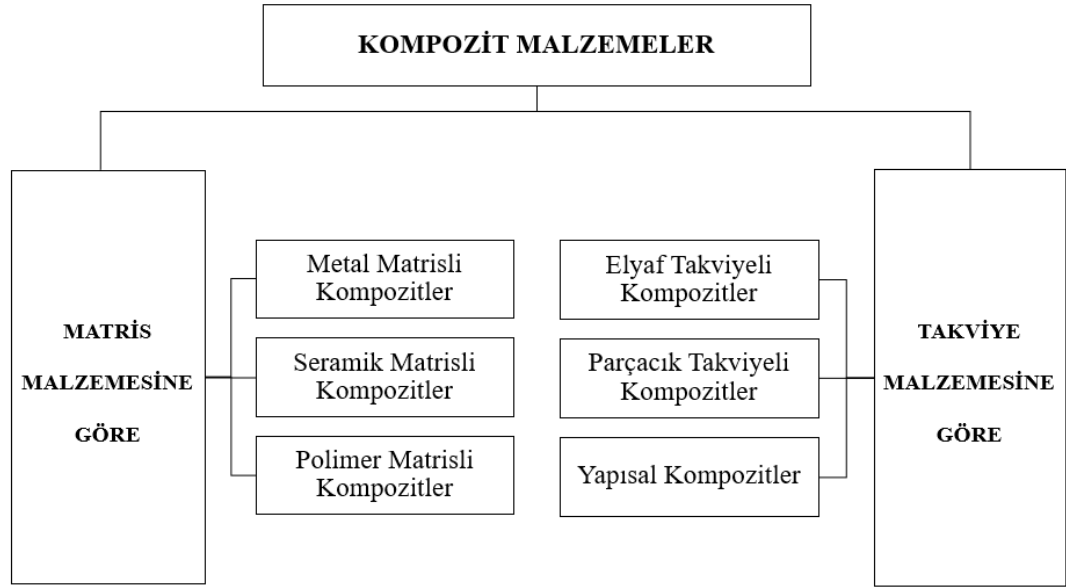 KOMPOZİT MALZEMELER
MATRİS
MALZEMESİNE
GÖRE
Metal Matrisli
Kompozitler
Seramik Matrisli
Kompozitler
Polimer Matrisli
Kompozitler
Elyaf Takviyeli
Kompozitler
Parçacık Takviyeli
Kompozitler
Yapısal Kompozitler
TAKVİYE
MALZEMESİNE
GÖRE